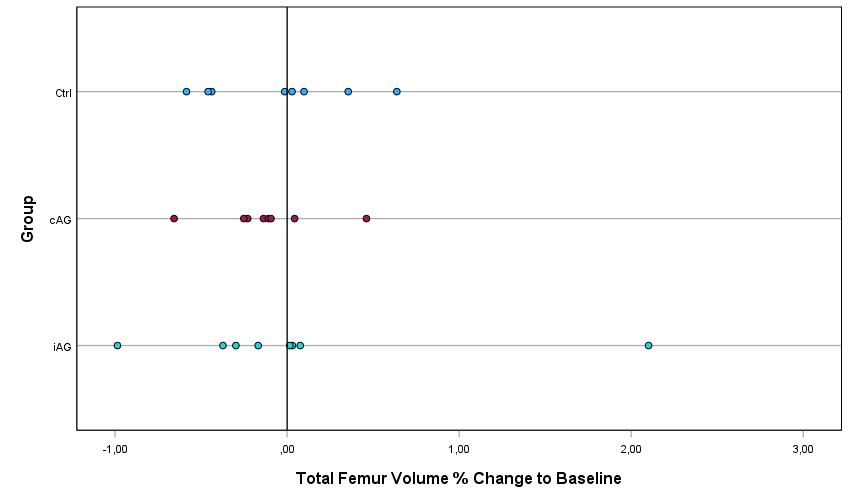 Group
Ctrl
cAG
iAG
-1,00 ,00 1,00 2,00 3,00
Total Femur Volume % Change to Baseline